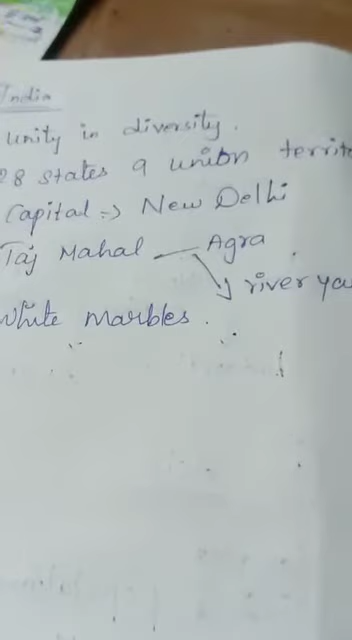 India
unity in diversity.
28 states 9 union
Capital => New Delhi
Taj Mahal — Agra
river
White marbles.